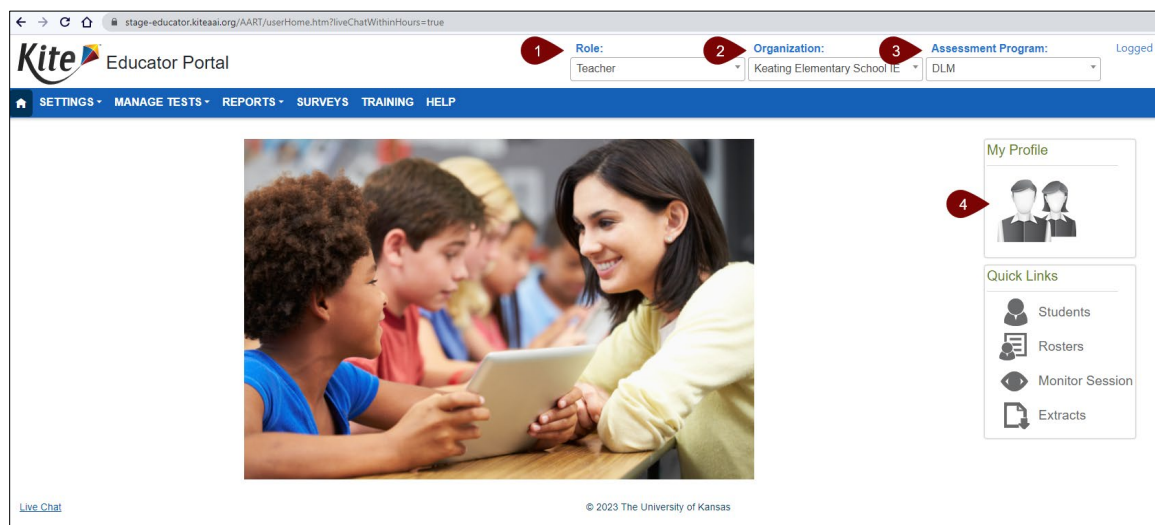 stage-educator.kiteaai.org/AART/userHome.htm?liveChatWithinHours=true
Kite Educator Portal
1 Role: 2 Organization: 3 Assessment Program: Logged
Teacher Keating Elementary School IE DLM
SETTINGS MANAGE TESTS REPORTS SURVEYS TRAINING HELP
My Profile
4
Quick Links
Students
Rosters
Monitor Session
Extracts
Live Chat © 2023 The University of Kansas